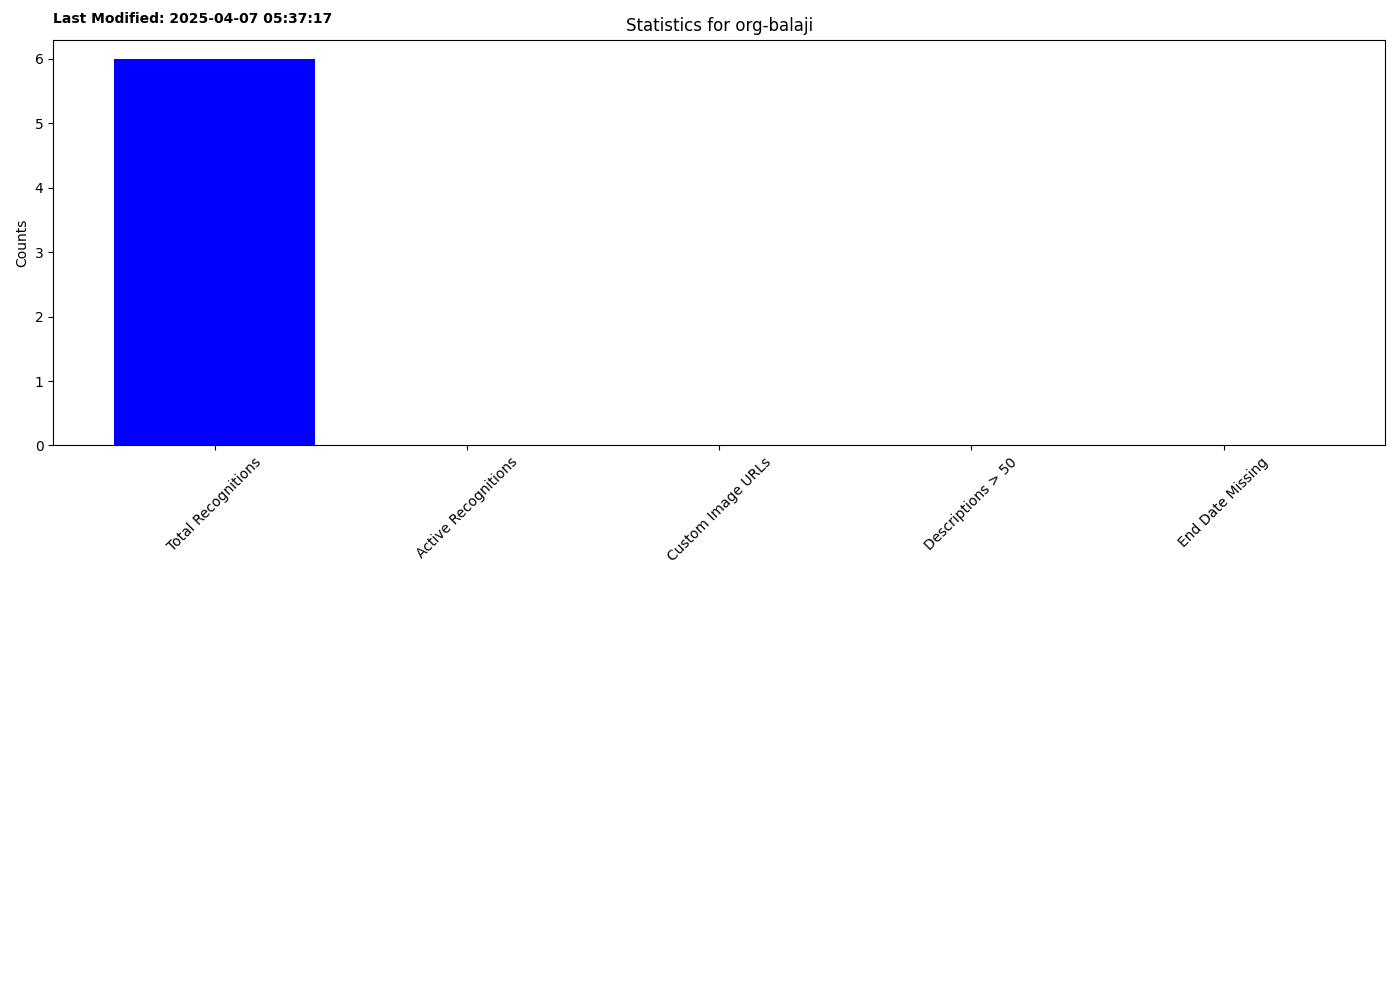 Last Modified: 2025-04-07 05:37:17
Statistics for org-balaji
Counts
6
5
4
3
2
1
0
Total Recognitions
Active Recognitions
Custom Image URLs
Descriptions > 50
End Date Missing